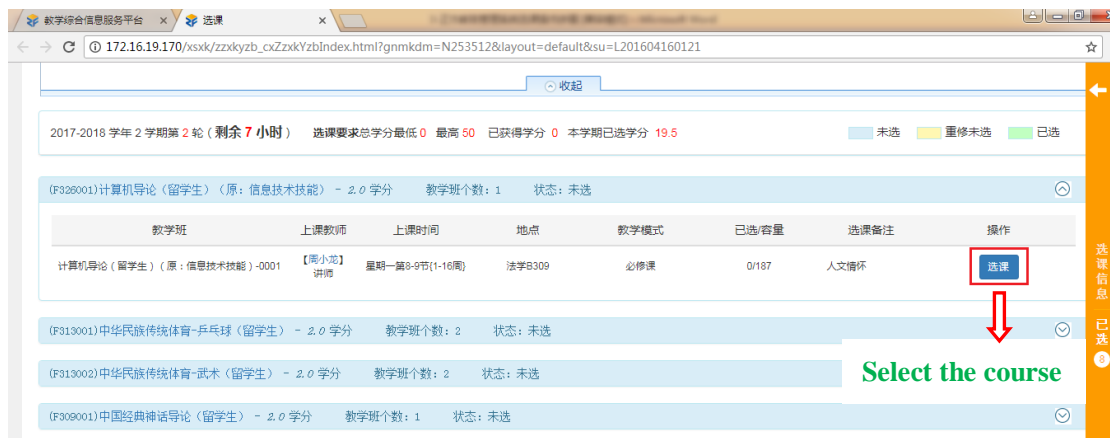 教学综合信息服务平台 × 选课 ×
172.16.19.170/xsxk/zzxkyzb_cxZzxkYzbIndex.html?gnmkdm=N253512&layout=default&su=L201604160121
收起
2017-2018 学年 2 学期第 2 轮（剩余 7 小时） 选课要求总学分最低 0 最高 50 已获得学分 0 本学期已选学分 19.5 未选 重修未选 已选
(F326001)计算机导论（留学生）（原：信息技术技能） - 2.0 学分 教学班个数：1 状态：未选
教学班 上课教师 上课时间 地点 教学模式 已选/容量 选课备注 操作
计算机导论（留学生）（原：信息技术技能）-0001 【周小龙】 星期一第8-9节{1-16周} 法学B309 必修课 0/187 人文情怀 选课
讲师
(F313001)中华民族传统体育-乒乓球（留学生） - 2.0 学分 教学班个数：2 状态：未选
(F313002)中华民族传统体育-武术（留学生） - 2.0 学分 教学班个数：2 状态：未选
Select the course
(F309001)中国经典神话导论（留学生） - 2.0 学分 教学班个数：1 状态：未选
选课信息 已选 8